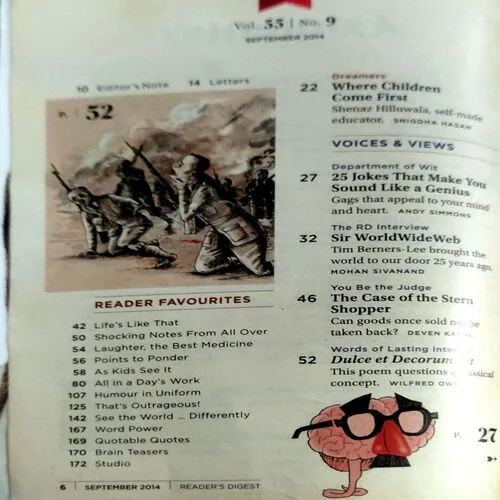 Vol. 55 | No. 9
SEPTEMBER 2014
10 Editor's Note 14 Letters
P. 52
READER FAVOURITES
42 Life's Like That
50 Shocking Notes From All Over
54 Laughter, the Best Medicine
56 Points to Ponder
58 As Kids See It
80 All in a Day's Work
107 Humour in Uniform
125 That's Outrageous!
142 See the World ... Differently
167 Word Power
169 Quotable Quotes
170 Brain Teasers
172 Studio
6 | SEPTEMBER 2014 | READER'S DIGEST
Dreamers
22 Where Children
Come First
Shenaz Hilluwala, self-made
educator. SNIGDHA HASAN
VOICES & VIEWS
Department of Wit
27 25 Jokes That Make You
Sound Like a Genius
Gags that appeal to your mind
and heart. ANDY SIMMONS
The RD Interview
32 Sir WorldWideWeb
Tim Berners-Lee brought the
world to our door 25 years ago.
MOHAN SIVANAND
You Be the Judge
46 The Case of the Stern
Shopper
Can goods once sold
taken back? DEVEN
Words of Lasting
52 Dulce et Decorum
This poem questions
concept. WILFRED
P. 27